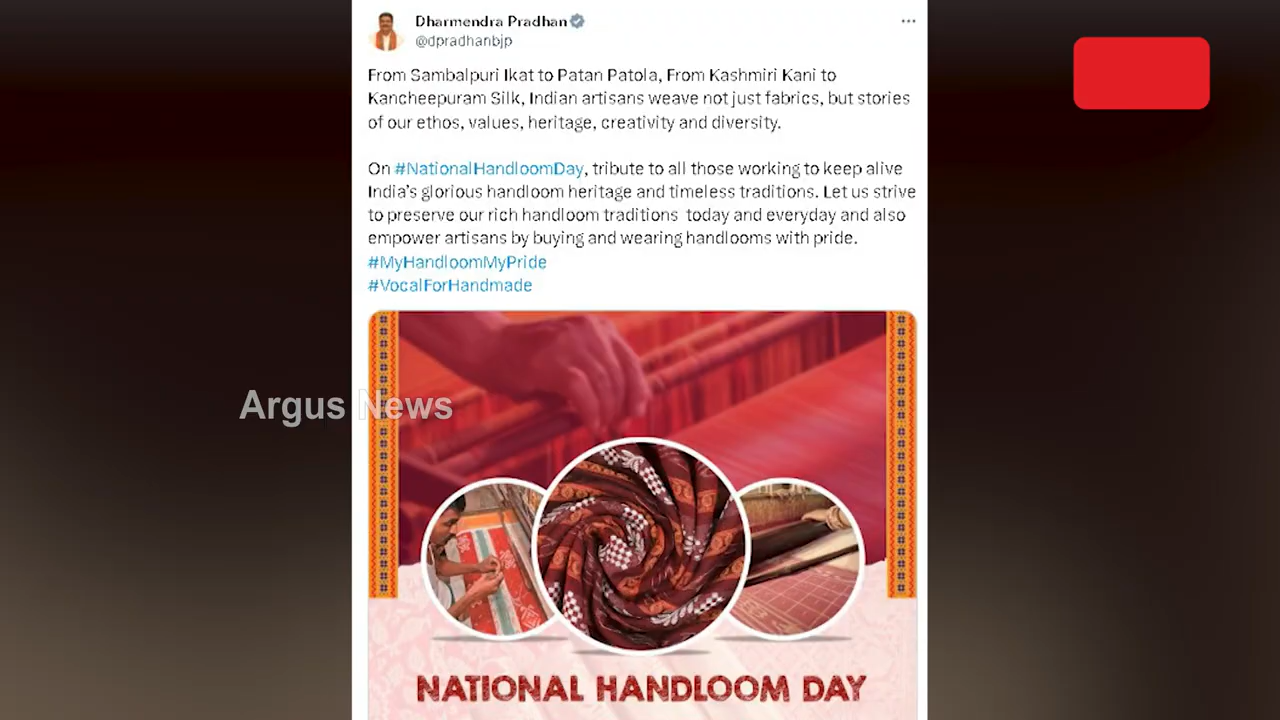 Dharmendra Pradhan
@dpradhanbjp
From Sambalpuri Ikat to Patan Patola, From Kashmiri Kani to
Kancheepuram Silk, Indian artisans weave not just fabrics, but stories
of our ethos, values, heritage, creativity and diversity.
On #NationalHandloomDay, tribute to all those working to keep alive
India's glorious handloom heritage and timeless traditions. Let us strive
to preserve our rich handloom traditions today and everyday and also
empower artisans by buying and wearing handlooms with pride.
#MyHandloomMyPride
#VocalForHandmade
Argus News
NATIONAL HANDLOOM DAY